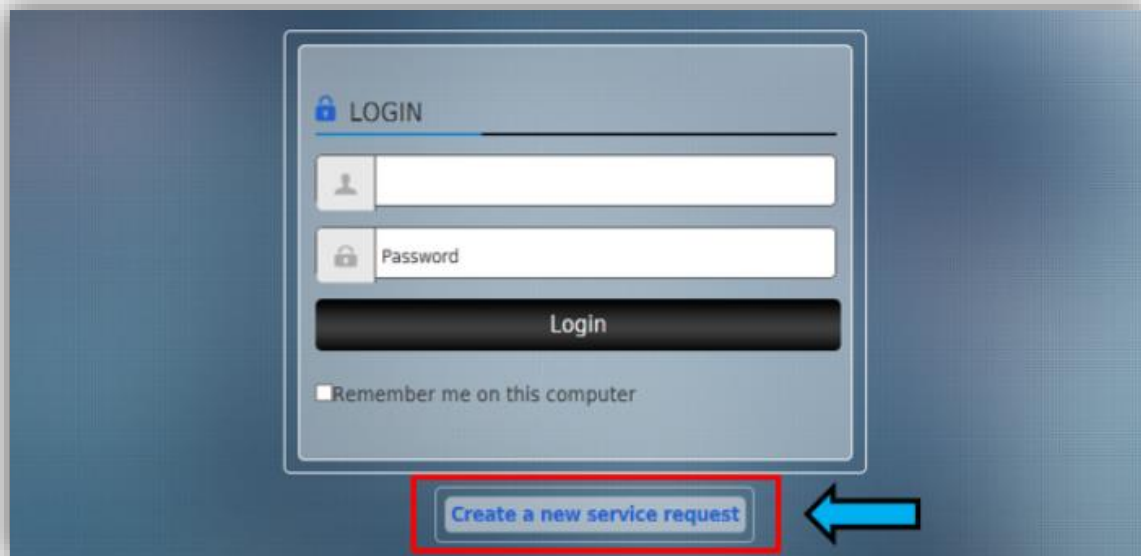 LOGIN
Password
Login
Remember me on this computer
Create a new service request